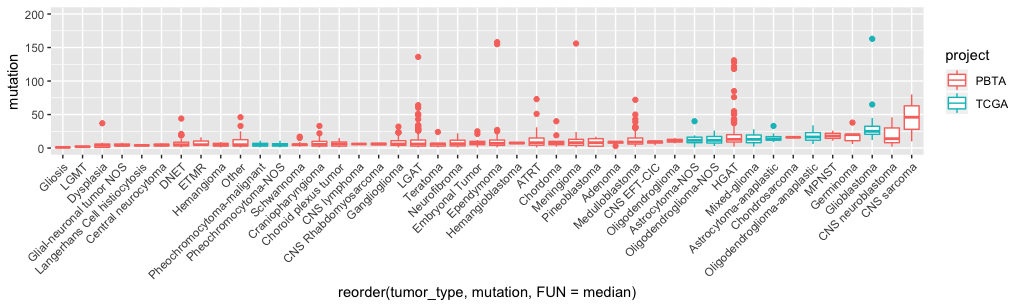 200
150
100
50
0
mutation
Gliosis
LGMT
Dysplasia
Glial-neuronal tumor NOS
Langerhans Cell histiocytosis
Central neurocytoma
DNET
ETMR
Hemangioma
Other
Pheochromocytoma-malignant
Pheochromocytoma-NOS
Schwannoma
Craniopharyngioma
Choroid plexus tumor
CNS lymphoma
CNS Rhabdomyosarcoma
Ganglioglioma
LGAT
Teratoma
Neurofibroma
Embryonal Tumor
Ependymoma
Hemangioblastoma
ATRT
Chordoma
Meningioma
Pineoblastoma
Adenoma
Medulloblastoma
CNS EFT-CIC
Oligodendroglioma
Astrocytoma-NOS
Oligodendroglioma-NOS
HGAT
Mixed-glioma
Astrocytoma-anaplastic
Chondrosarcoma
Oligodendroglioma-anaplastic
MPNST
Germinoma
Glioblastoma
CNS neuroblastoma
CNS sarcoma
reorder(tumor_type, mutation, FUN = median)
project
PBTA
TCGA